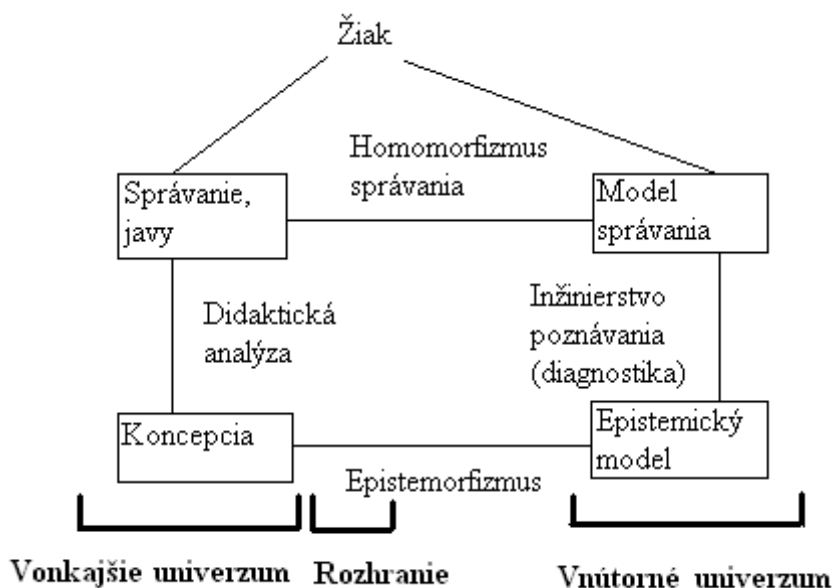 Žiak
Homomorfizmus
správania
Správanie,
javy
Model
správania
Didaktická
analýza
Inžinierstvo
poznávania
(diagnostika)
Koncepcia
Epistemický
model
Epistemorfizmus
Vonkajšie univerzum
Rozhranie
Vnútorné univerzum